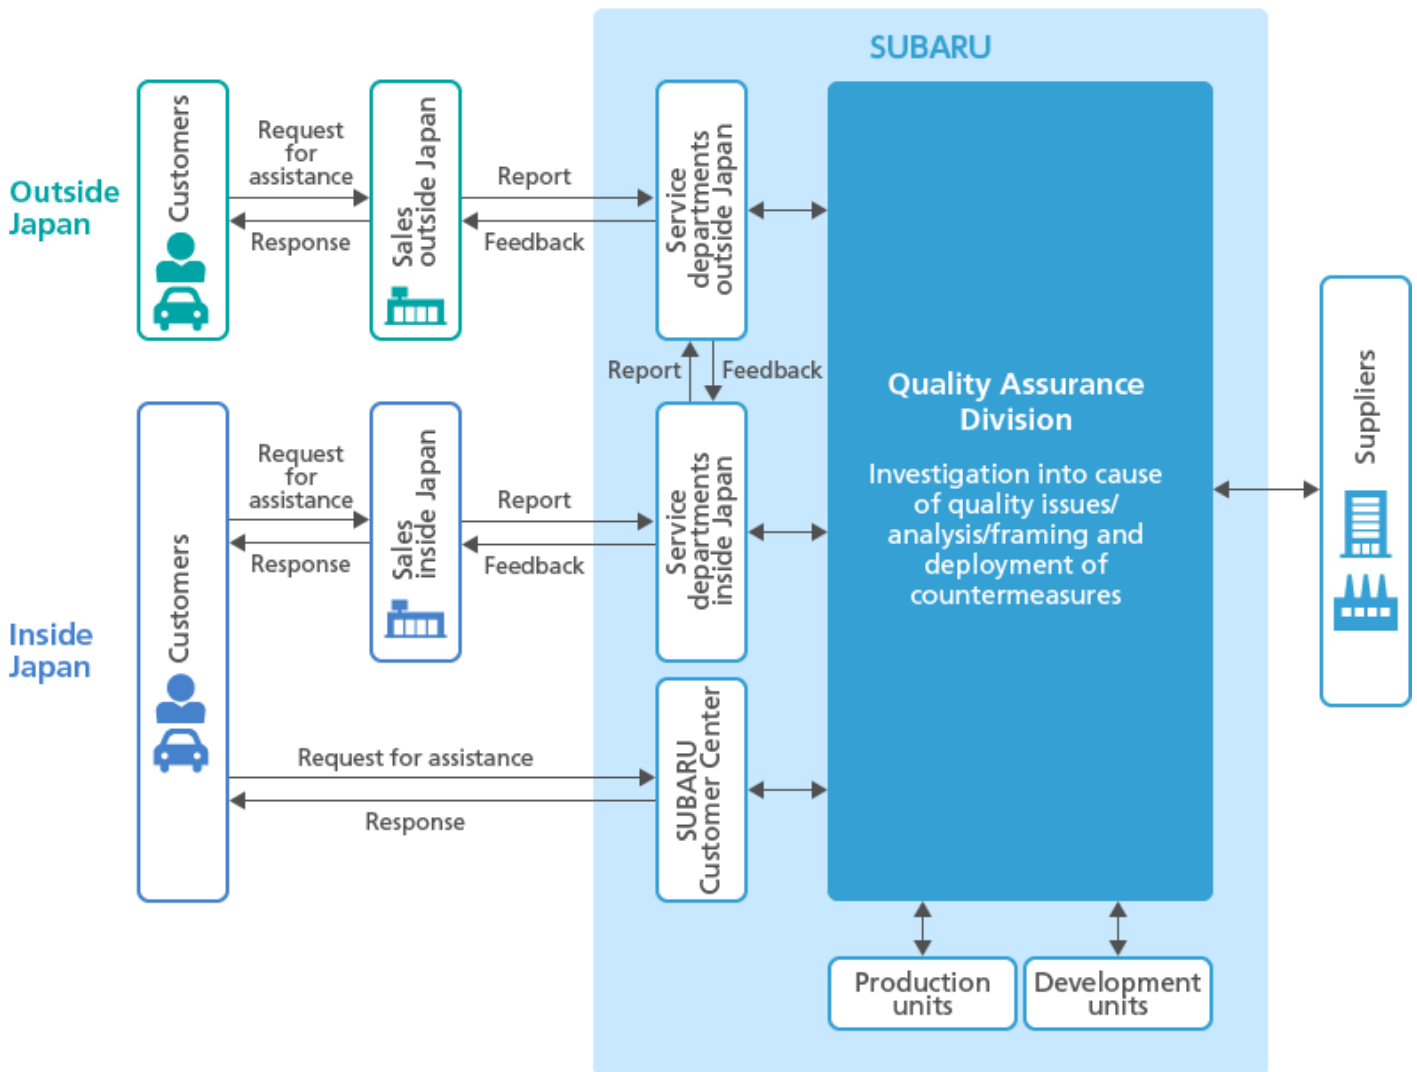 SUBARU
Outside
Japan
Customers
Request
for
assistance
Response
Sales
outside Japan
Report
Feedback
Service
departments
outside Japan
Report
Feedback
Inside
Japan
Customers
Request
for
assistance
Response
Sales
inside Japan
Report
Feedback
Service
departments
inside Japan
Request for assistance
Response
SUBARU
Customer Center
Quality Assurance
Division
Investigation into cause
of quality issues/
analysis/framing and
deployment of
countermeasures
Suppliers
Production
units
Development
units